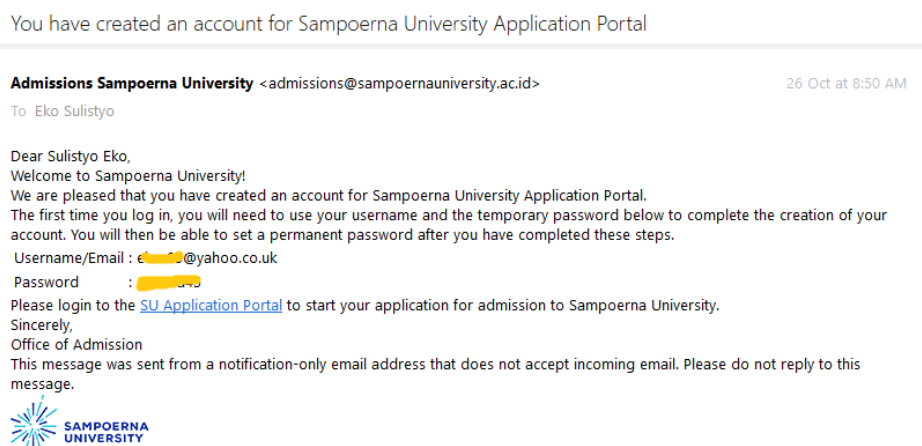 You have created an account for Sampoerna University Application Portal
Admissions Sampoerna University <admissions@sampoernauniversity.ac.id>
26 Oct at 8:50 AM
To Eko Sulistyo
Dear Sulistyo Eko,
Welcome to Sampoerna University!
We are pleased that you have created an account for Sampoerna University Application Portal.
The first time you log in, you will need to use your username and the temporary password below to complete the creation of your
account. You will then be able to set a permanent password after you have completed these steps.
Username/Email : @yahoo.co.uk
Password :
Please login to the SU Application Portal to start your application for admission to Sampoerna University.
Sincerely,
Office of Admission
This message was sent from a notification-only email address that does not accept incoming email. Please do not reply to this
message.
SAMPOERNA
UNIVERSITY